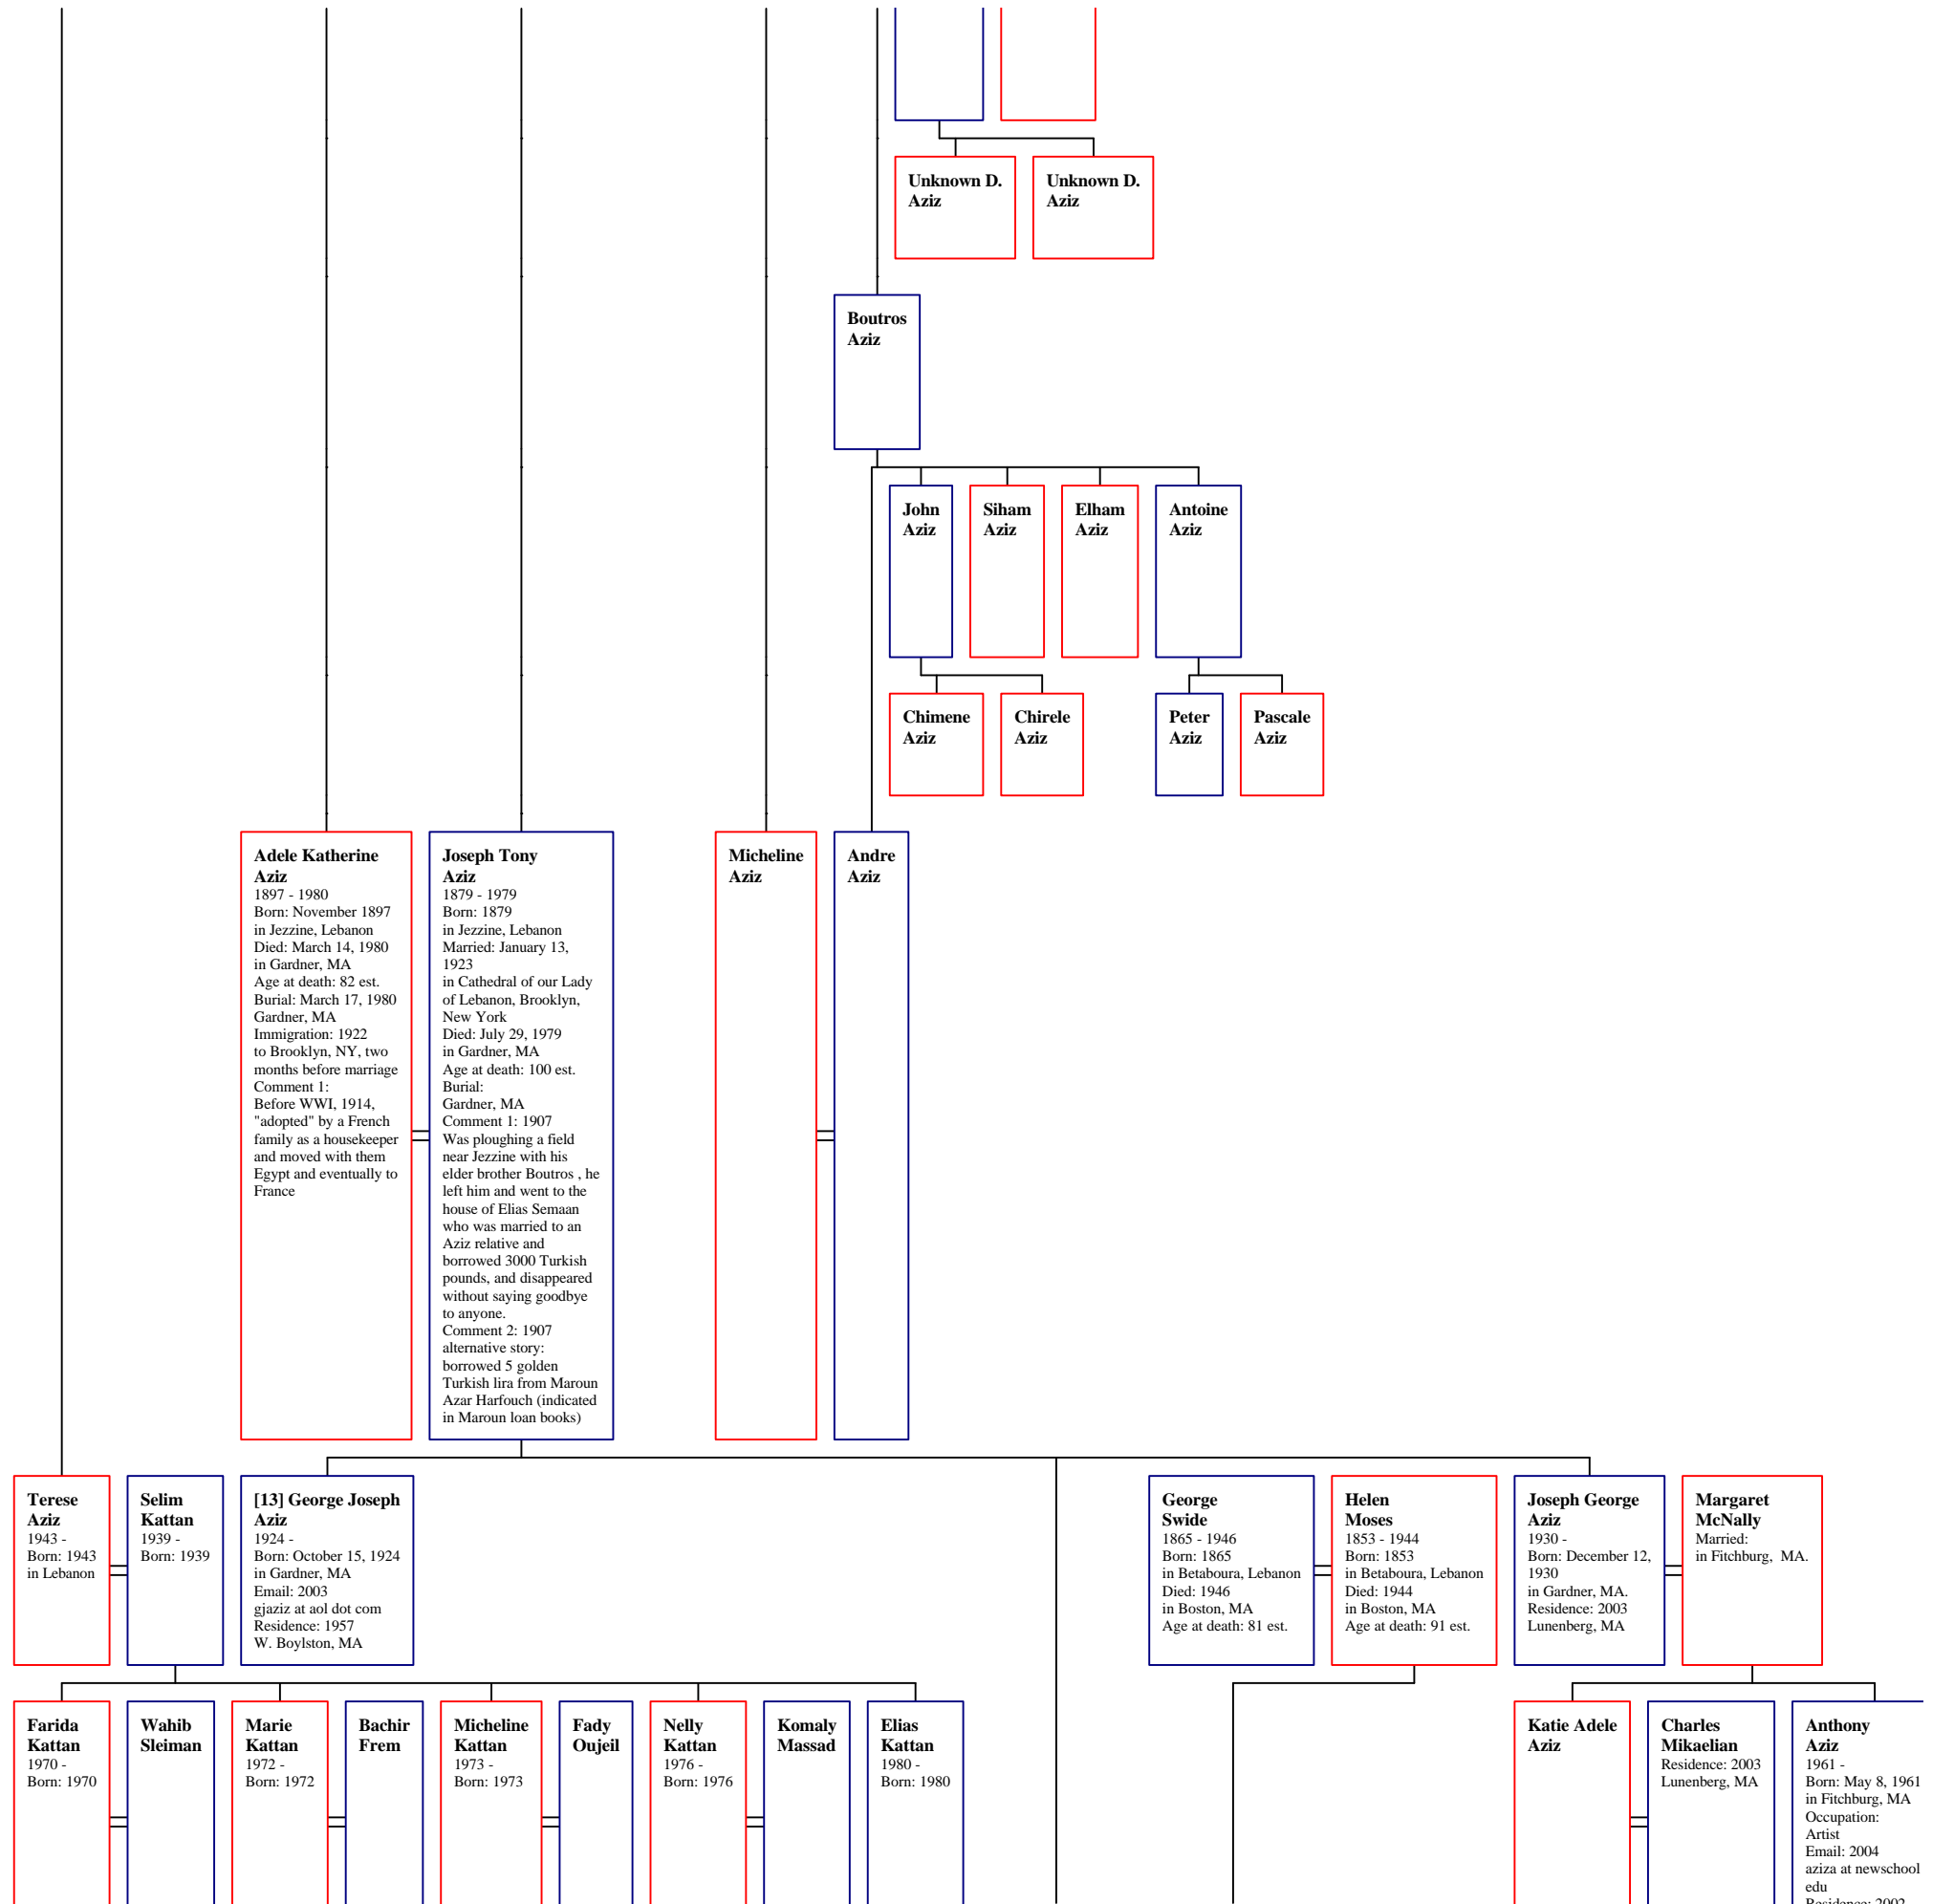 Unknown D.
Aziz
Unknown D.
Aziz
Boutros
Aziz
John
Aziz
Siham
Aziz
Elham
Aziz
Antoine
Aziz
Chimene
Aziz
Chirele
Aziz
Peter
Aziz
Pascale
Aziz
Adele Katherine
Aziz
1897 - 1980
Born: November 1897
in Jezzine, Lebanon
Died: March 14, 1980
in Gardner, MA
Age at death: 82 est.
Burial: March 17, 1980
Gardner, MA
Immigration: 1922
to Brooklyn, NY, two
months before marriage
Comment 1:
Before WWI, 1914,
"adopted" by a French
family as a housekeeper
and moved with them
Egypt and eventually to
France
Joseph Tony
Aziz
1879 - 1979
Born: 1879
in Jezzine, Lebanon
Married: January 13,
1923
in Cathedral of our Lady
of Lebanon, Brooklyn,
New York
Died: July 29, 1979
in Gardner, MA
Age at death: 100 est.
Burial:
Gardner, MA
Comment 1: 1907
Was ploughing a field
near Jezzine with his
elder brother Boutros , he
left him and went to the
house of Elias Semaan
who was married to an
Aziz relative and
borrowed 3000 Turkish
pounds, and disappeared
without saying goodbye
to anyone.
Comment 2: 1907
alternative story:
borrowed 5 golden
Turkish lira from Maroun
Azar Harfouch (indicated
in Maroun loan books)
Micheline
Aziz
Andre
Aziz
Terese
Aziz
1943 -
Born: 1943
in Lebanon
Selim
Kattan
1939 -
Born: 1939
[13] George Joseph
Aziz
1924 -
Born: October 15, 1924
in Gardner, MA
Email: 2003
gjaziz at aol dot com
Residence: 1957
W. Boylston, MA
George
Swide
1865 - 1946
Born: 1865
in Betaboura, Lebanon
Died: 1946
in Boston, MA
Age at death: 81 est.
Helen
Moses
1853 - 1944
Born: 1853
in Betaboura, Lebanon
Died: 1944
in Boston, MA
Age at death: 91 est.
Joseph George
Aziz
1930 -
Born: December 12,
1930
in Gardner, MA.
Residence: 2003
Lunenberg, MA
Margaret
McNally
Married:
in Fitchburg, MA.
Farida
Kattan
1970 -
Born: 1970
Wahib
Sleiman
Marie
Kattan
1972 -
Born: 1972
Bachir
Frem
Micheline
Kattan
1973 -
Born: 1973
Fady
Oujeil
Nelly
Kattan
1976 -
Born: 1976
Komaly
Massad
Elias
Kattan
1980 -
Born: 1980
Katie Adele
Aziz
Charles
Mikaelian
Residence: 2003
Lunenberg, MA
Anthony
Aziz
1961 -
Born: May 8, 1961
in Fitchburg, MA
Occupation:
Artist
Email: 2004
aziza at newschool
edu
Residence: 2002